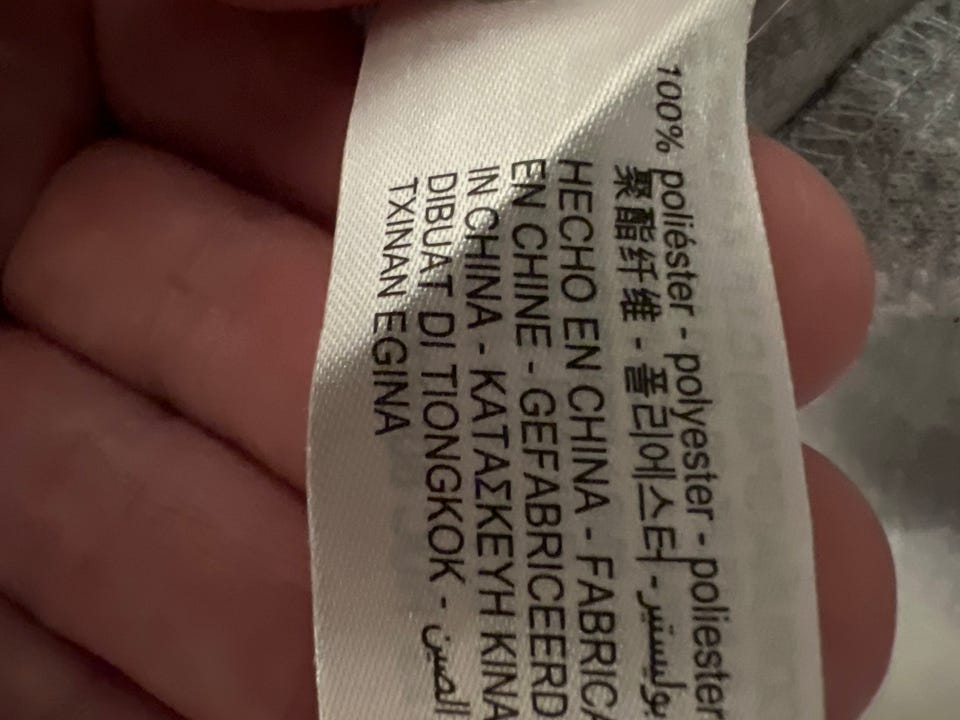 100% poliéster - polyester - poliester
聚酯纤维 - 폴리에스터 - بوليستير
HECHO EN CHINA - FABRICA
EN CHINE - GEFABRICEERD
IN CHINA - ΚΑΤΑΣΚΕΥΗ ΚΙΝΑ
DIBUAT DI TIONGKOK - الصين
TXINAN EGINA